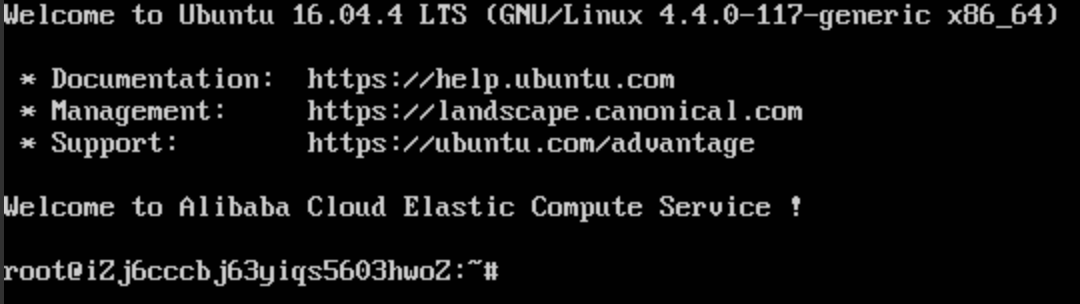 Welcome to Ubuntu 16.04.4 LTS (GNU/Linux 4.4.0-117-generic x86_64)
* Documentation:  https://help.ubuntu.com
* Management:     https://landscape.canonical.com
* Support:        https://ubuntu.com/advantage
Welcome to Alibaba Cloud Elastic Compute Service !
root@iZj6cccbj63yiqs5603hwoZ:~#